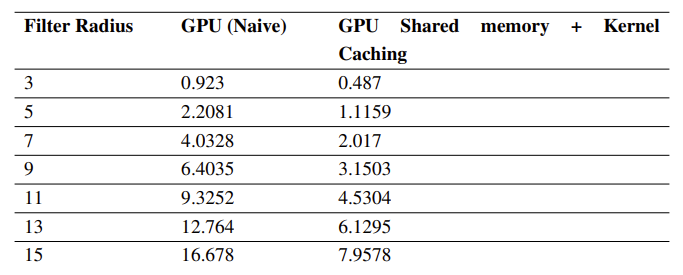 Filter Radius GPU (Naive) GPU Shared memory + Kernel
Caching
3 0.923 0.487
5 2.2081 1.1159
7 4.0328 2.017
9 6.4035 3.1503
11 9.3252 4.5304
13 12.764 6.1295
15 16.678 7.9578